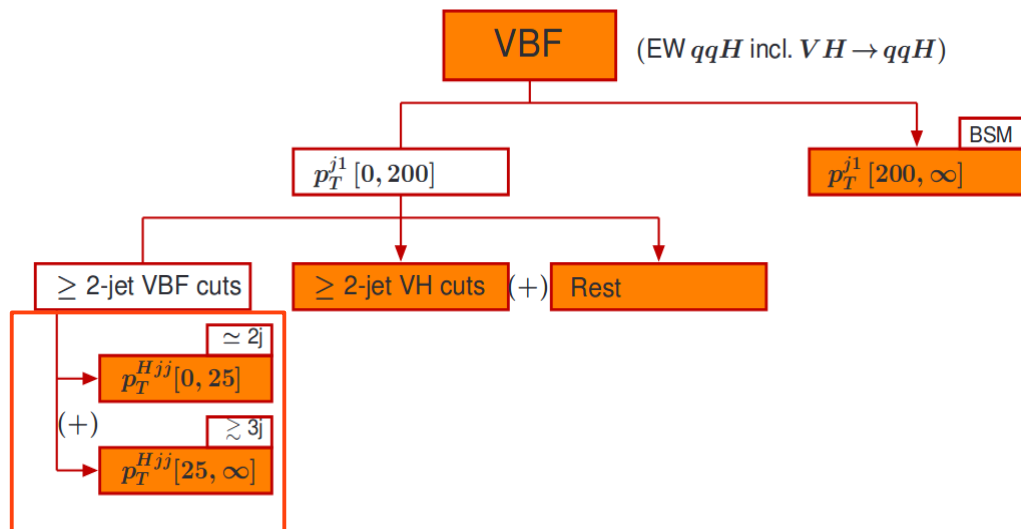 VBF (EW qqH incl. VH → qqH)
BSM
p_T^{j1} [0, 200]
p_T^{j1} [200, ∞]
≥ 2-jet VBF cuts
≥ 2-jet VH cuts (+) Rest
≃ 2j
p_T^{Hjj} [0, 25]
(+)
≳ 3j
p_T^{Hjj} [25, ∞]